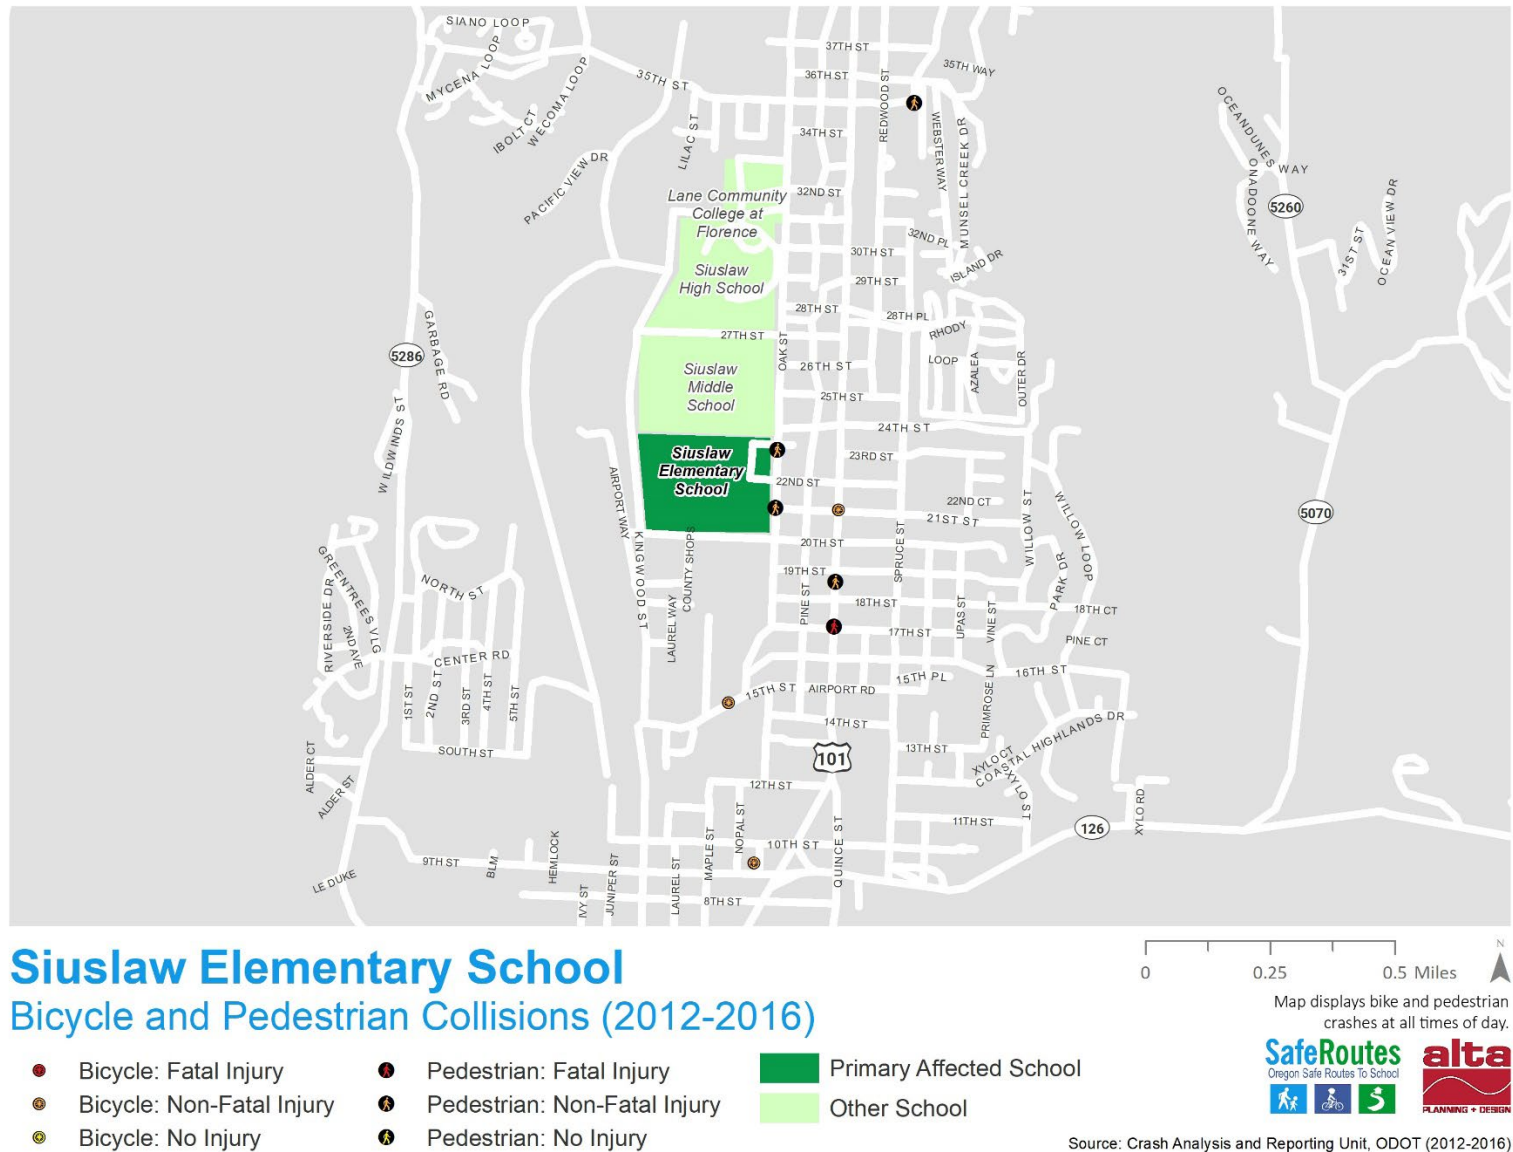 SIANO LOOP
MYCENA LOOP
WECOMA LOOP
IBOLT CT
35TH ST
37TH ST
36TH ST
35TH WAY
REDWOOD ST
LILAC ST
34TH ST
WEBSTER WAY
MUNSEL CREEK DR
PACIFIC VIEW DR
OCEANDUNES WAY
ONADOONE WAY
5260
31ST ST
OCEAN VIEW DR
Lane Community
College at
Florence
32ND ST
32ND PL
30TH ST
ISLAND DR
Siuslaw
High School
29TH ST
28TH ST
28TH PL
RHODY
LOOP
AZALEA
OUTER DR
27TH ST
OAK ST
GARBAGE RD
5286
WILDWINDS ST
Siuslaw
Middle
School
26TH ST
25TH ST
24TH ST
Siuslaw
Elementary
School
23RD ST
22ND ST
22ND CT
21ST ST
AIRPORT WAY
KINGWOOD ST
COUNTY SHOPS
LAUREL WAY
20TH ST
SPRUCE ST
WILLOW ST
WILLOW LOOP
PARK DR
5070
19TH ST
PINE ST
18TH ST
UPAS ST
VINE ST
18TH CT
17TH ST
PINE CT
GREENTREES VLG
RIVERSIDE DR
2ND AVE
NORTH ST
CENTER RD
1ST ST
2ND ST
3RD ST
4TH ST
5TH ST
SOUTH ST
15TH ST
AIRPORT RD
15TH PL
16TH ST
PRIMROSE LN
14TH ST
13TH ST
XYLO CT
COASTAL HIGHLANDS DR
XYLO ST
101
ALDER CT
ALDER ST
12TH ST
NOPAL ST
MAPLE ST
10TH ST
QUINCE ST
11TH ST
126
XYLO RD
LE DUKE
9TH ST
BLM
HEMLOCK
IVY ST
JUNIPER ST
LAUREL ST
8TH ST
Siuslaw Elementary School
Bicycle and Pedestrian Collisions (2012-2016)
Bicycle: Fatal Injury
Bicycle: Non-Fatal Injury
Bicycle: No Injury
Pedestrian: Fatal Injury
Pedestrian: Non-Fatal Injury
Pedestrian: No Injury
Primary Affected School
Other School
0 0.25 0.5 Miles
N
Map displays bike and pedestrian
crashes at all times of day.
SafeRoutes
Oregon Safe Routes To School
alta
PLANNING + DESIGN
Source: Crash Analysis and Reporting Unit, ODOT (2012-2016)